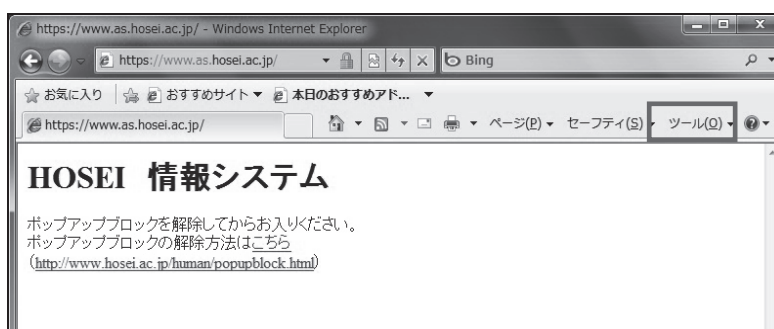 https://www.as.hosei.ac.jp/ - Windows Internet Explorer
https://www.as.hosei.ac.jp/
Bing
お気に入り
おすすめサイト
本日のおすすめアド...
https://www.as.hosei.ac.jp/
ページ(P)
セーフティ(S)
ツール(O)
HOSEI 情報システム
ポップアップブロックを解除してからお入りください。
ポップアップブロックの解除方法はこちら
(http://www.hosei.ac.jp/human/popupblock.html)